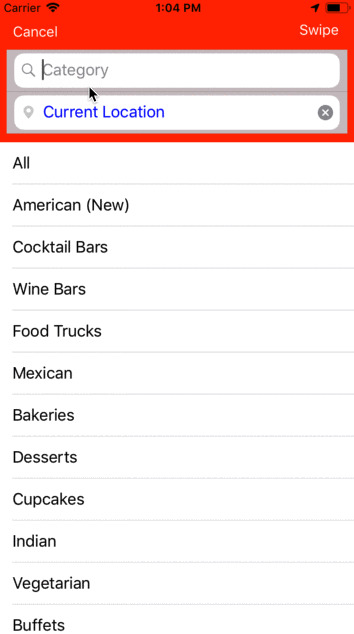 Carrier 1:04 PM
Cancel Swipe
Category
Current Location
All
American (New)
Cocktail Bars
Wine Bars
Food Trucks
Mexican
Bakeries
Desserts
Cupcakes
Indian
Vegetarian
Buffets